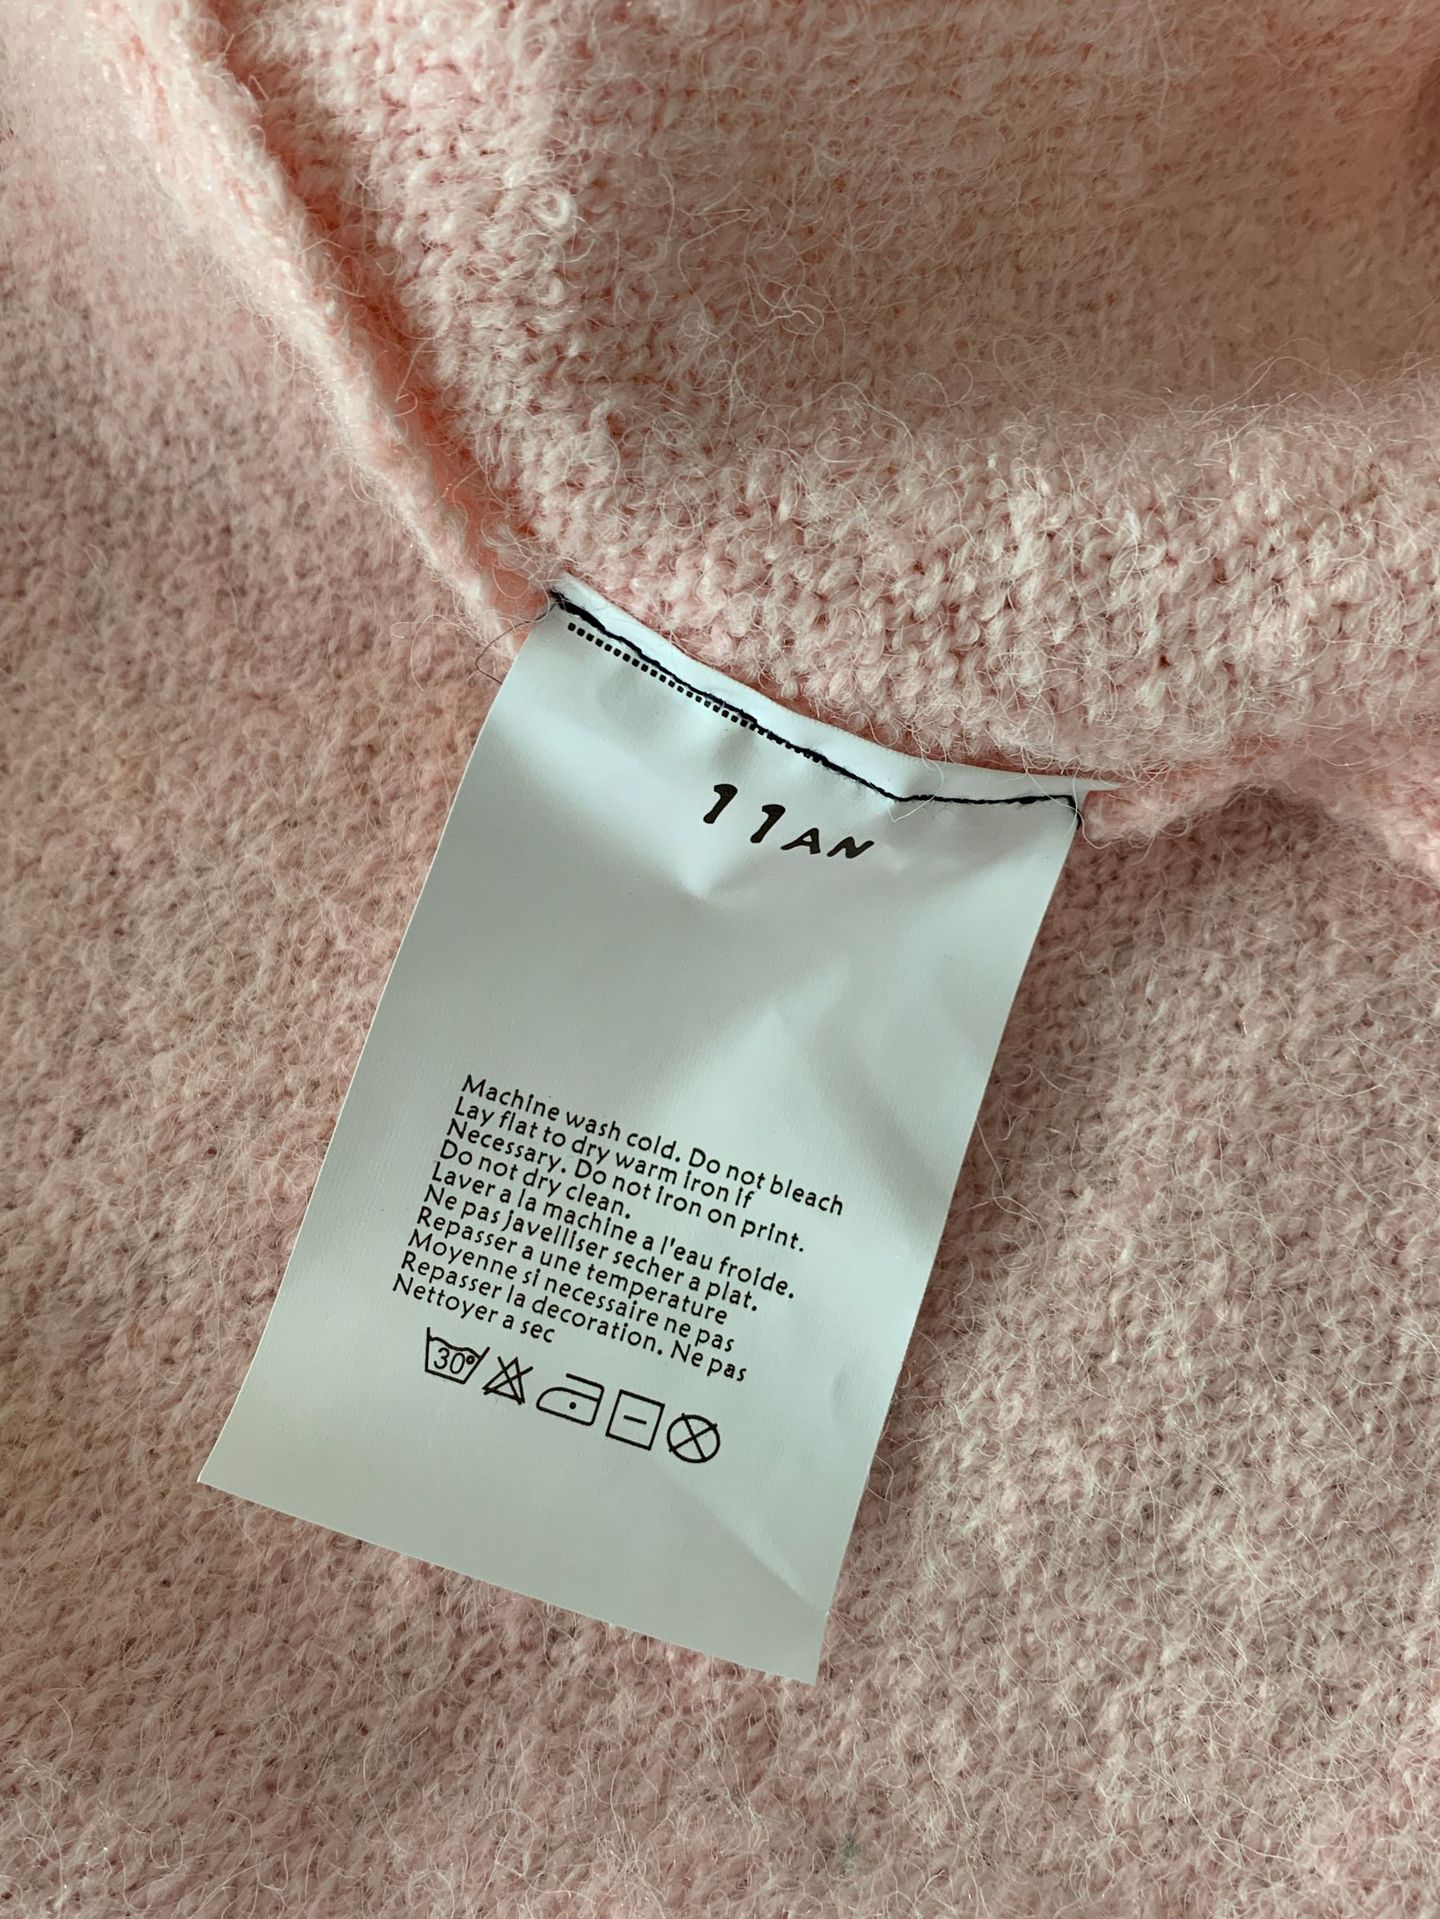 11AN
Machine wash cold. Do not bleach
Lay flat to dry warm iron if
Necessary. Do not iron on print.
Do not dry clean.
Laver a la machine a l'eau froide.
Ne pas javelliser secher a plat.
Repasser a une temperature
Moyenne si necessaire ne pas
Repasser la decoration. Ne pas
Nettoyer a sec
30°